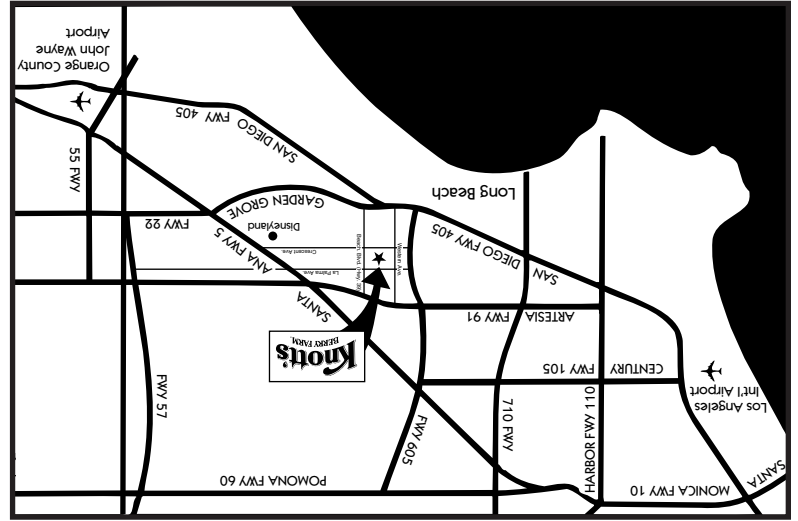 SANTA
MONICA FWY 10
POMONA FWY 60
Los Angeles
Int'l Airport
HARBOR FWY 110
710 FWY
FWY 605
FWY 57
CENTURY FWY 105
Knott's
BERRY FARM.
ARTESIA FWY 91
SANTA
ANA FWY 5
La Palma Ave.
Crescent Ave.
Beach Blvd. (Hwy. 39)
Western Ave.
SAN DIEGO FWY 405
Disneyland
FWY 22
GARDEN GROVE
Long Beach
55 FWY
SAN DIEGO
FWY 405
Orange County
John Wayne
Airport